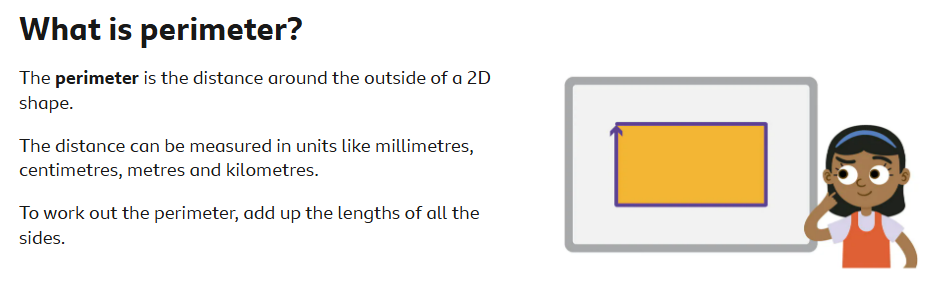 What is perimeter?
The perimeter is the distance around the outside of a 2D
shape.
The distance can be measured in units like millimetres,
centimetres, metres and kilometres.
To work out the perimeter, add up the lengths of all the
sides.